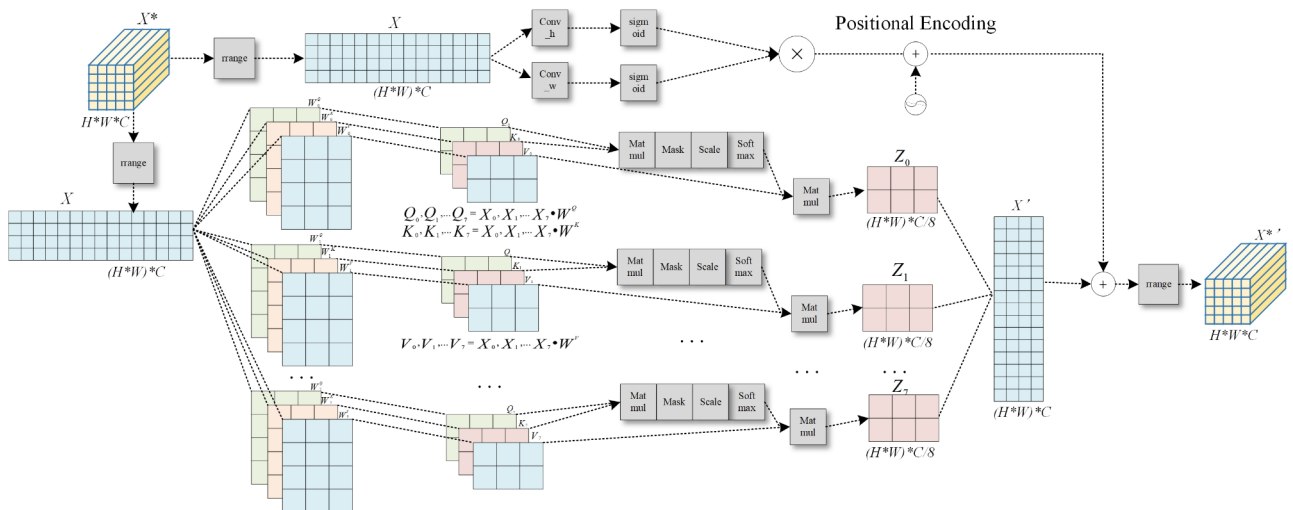 X*
rrange
X
(H*W)*C
Conv
_h
sigm
oid
Conv
_w
sigm
oid
×
Positional Encoding
+
H*W*C
rrange
X
(H*W)*C
Q₀,Q₁,...Q₇=X₀,X₁,...X₇•W^Q
K₀,K₁,...K₇=X₀,X₁,...X₇•W^K
Mat
mul
Mask
Scale
Soft
max
Mat
mul
Z₀
(H*W)*C/8
W₁^K
V₀,V₁,...V₇=X₀,X₁,...X₇•W^V
Mat
mul
Mask
Scale
Soft
max
Mat
mul
Z₁
(H*W)*C/8
...
...
...
...
...
Mat
mul
Mask
Scale
Soft
max
Mat
mul
Z₇
(H*W)*C/8
X'
(H*W)*C
+
rrange
X*'
H*W*C